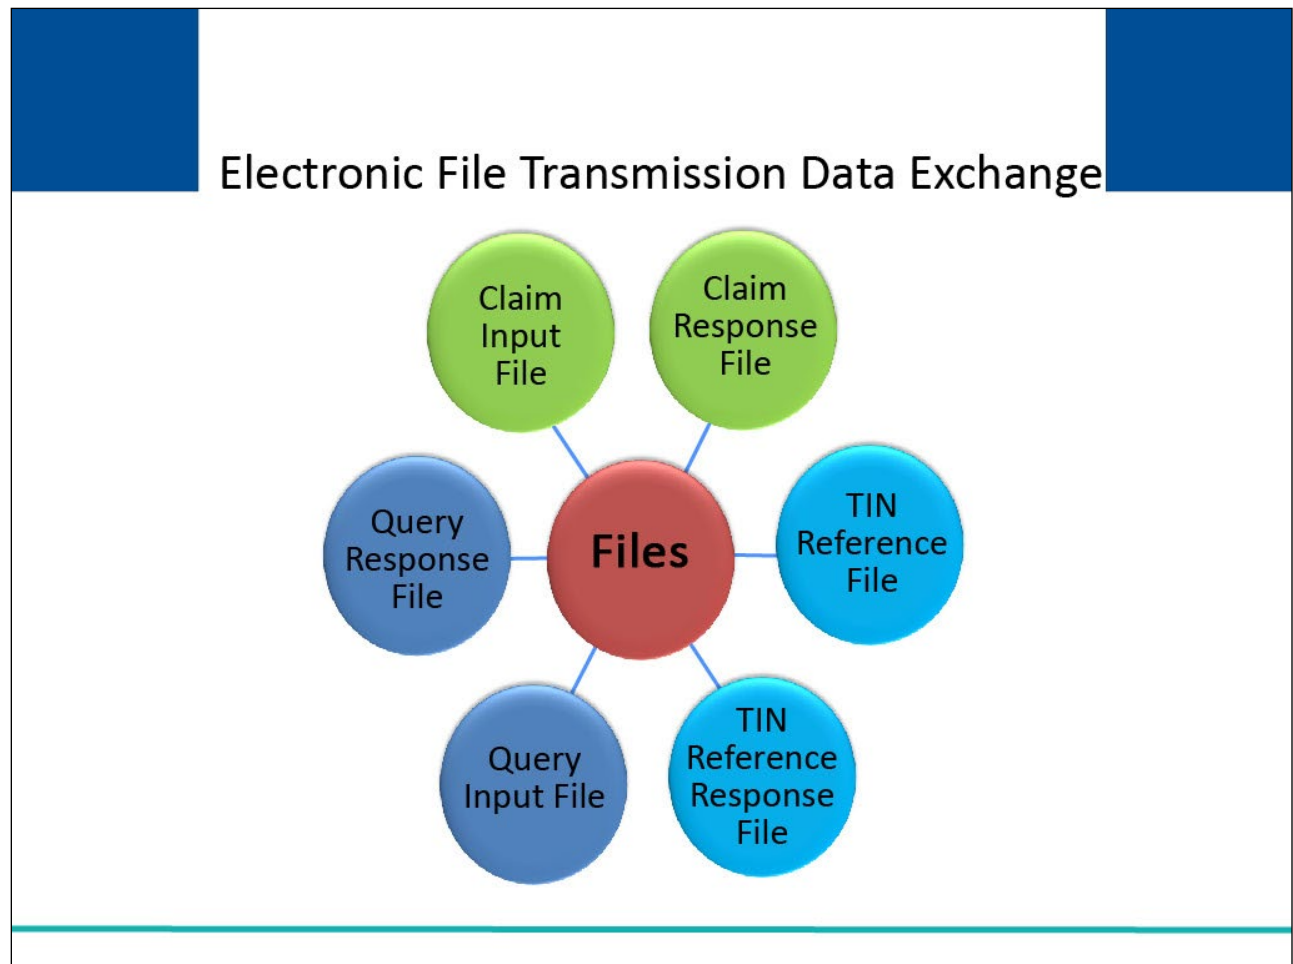 Electronic File Transmission Data Exchange
Claim
Input
File
Claim
Response
File
Query
Response
File
Files
TIN
Reference
File
Query
Input File
TIN
Reference
Response
File